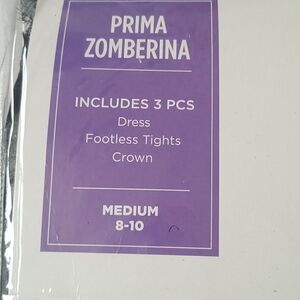 PRIMA
ZOMBERINA
INCLUDES 3 PCS
Dress
Footless Tights
Crown
MEDIUM
8-10